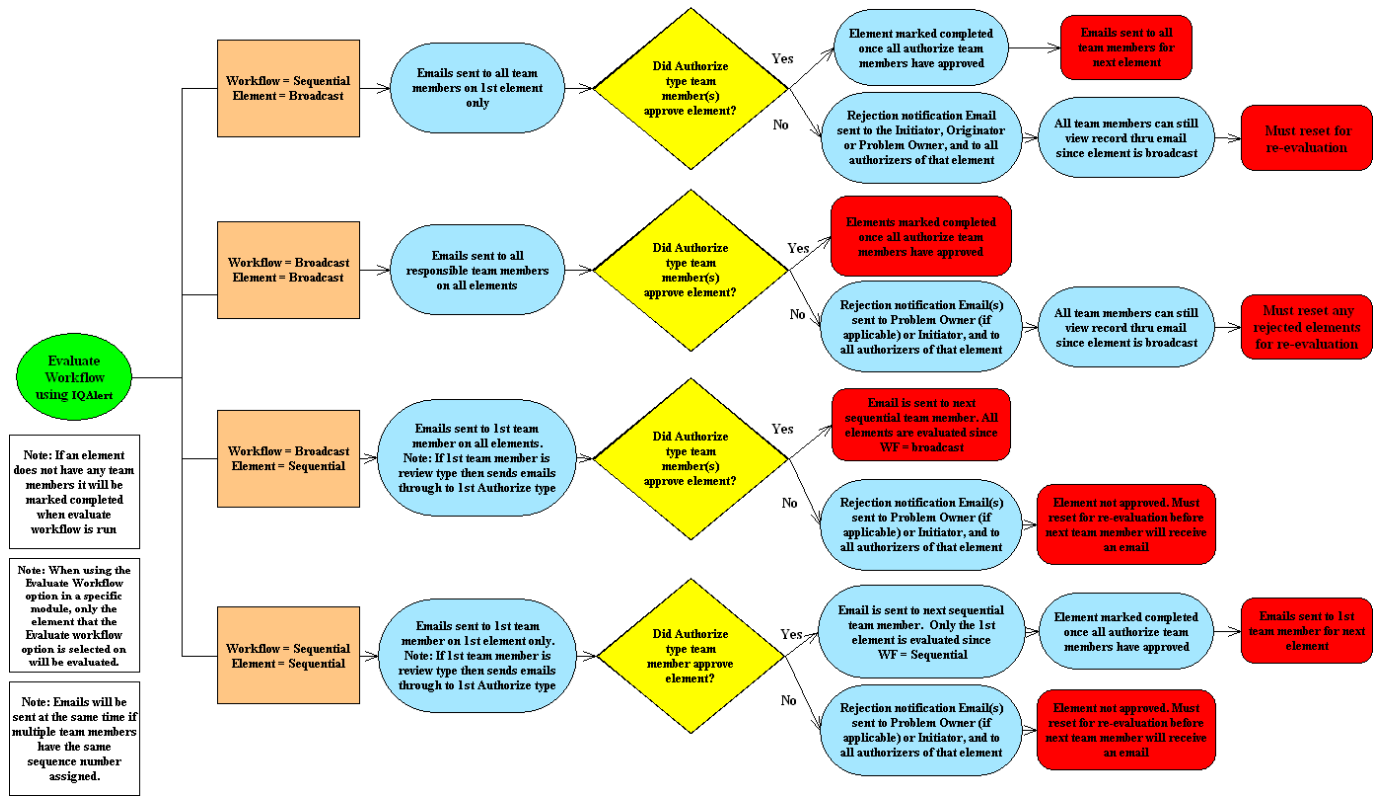 Evaluate
Workflow
using IQAlert
Note: If an element
does not have any team
members it will be
marked completed
when evaluate
workflow is run
Note: When using the
Evaluate Workflow
option in a specific
module, only the
element that the
Evaluate workflow
option is selected on
will be evaluated.
Note: Emails will be
sent at the same time if
multiple team members
have the same
sequence number
assigned.
Workflow = Sequential
Element = Broadcast
Emails sent to all team
members on 1st element
only
Did Authorize
type team
member(s)
approve element?
Yes
Element marked completed
once all authorize team
members have approved
Emails sent to all
team members for
next element
No
Rejection notification Email
sent to the Initiator, Originator
or Problem Owner, and to all
authorizers of that element
All team members can still
view record thru email
since element is broadcast
Must reset for
re-evaluation
Workflow = Broadcast
Element = Broadcast
Emails sent to all
responsible team members
on all elements
Did Authorize
type team
member(s)
approve element?
Yes
Elements marked completed
once all authorize team
members have approved
No
Rejection notification Email(s)
sent to Problem Owner (if
applicable) or Initiator, and to
all authorizers of that element
All team members can still
view record thru email
since element is broadcast
Must reset any
rejected elements
for re-evaluation
Workflow = Broadcast
Element = Sequential
Emails sent to 1st team
member on all elements.
Note: If 1st team member is
review type then sends emails
through to 1st Authorize type
Did Authorize
type team
member(s)
approve element?
Yes
Email is sent to next
sequential team member. All
elements are evaluated since
WF = broadcast
No
Rejection notification Email(s)
sent to Problem Owner (if
applicable) or Initiator, and to
all authorizers of that element
Element not approved. Must
reset for re-evaluation before
next team member will receive
an email
Workflow = Sequential
Element = Sequential
Emails sent to 1st team
member on 1st element only.
Note: If 1st team member is
review type then sends emails
through to 1st Authorize type
Did Authorize
type team
member approve
element?
Yes
Email is sent to next sequential
team member.  Only the 1st
element is evaluated since
WF = Sequential
Element marked completed
once all authorize team
members have approved
Emails sent to 1st
team member for next
element
No
Rejection notification Email(s)
sent to Problem Owner (if
applicable) or Initiator, and to
all authorizers of that element
Element not approved. Must
reset for re-evaluation before
next team member will receive
an email